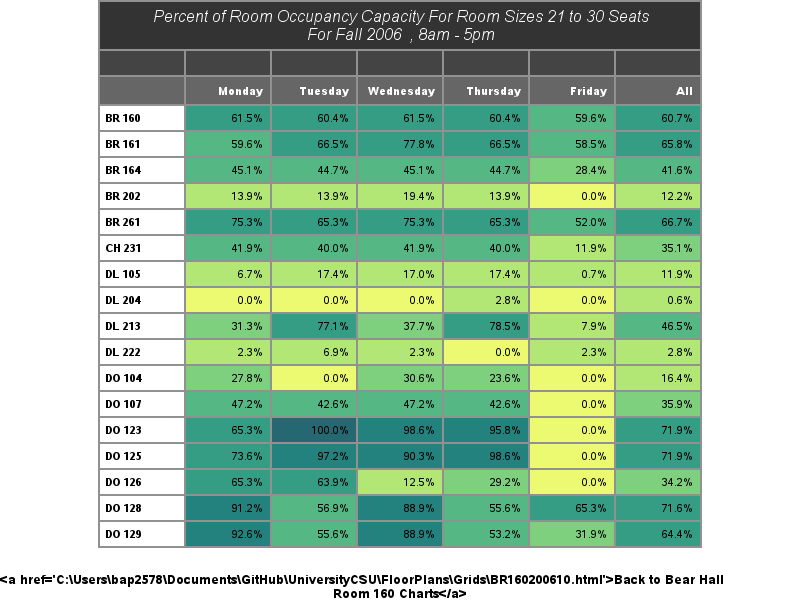 Percent of Room Occupancy Capacity For Room Sizes 21 to 30 Seats
For Fall 2006 , 8am - 5pm
Monday Tuesday Wednesday Thursday Friday All
BR 160 61.5% 60.4% 61.5% 60.4% 59.6% 60.7%
BR 161 59.6% 66.5% 77.8% 66.5% 58.5% 65.8%
BR 164 45.1% 44.7% 45.1% 44.7% 28.4% 41.6%
BR 202 13.9% 13.9% 19.4% 13.9% 0.0% 12.2%
BR 261 75.3% 65.3% 75.3% 65.3% 52.0% 66.7%
CH 231 41.9% 40.0% 41.9% 40.0% 11.9% 35.1%
DL 105 6.7% 17.4% 17.0% 17.4% 0.7% 11.9%
DL 204 0.0% 0.0% 0.0% 2.8% 0.0% 0.6%
DL 213 31.3% 77.1% 37.7% 78.5% 7.9% 46.5%
DL 222 2.3% 6.9% 2.3% 0.0% 2.3% 2.8%
DO 104 27.8% 0.0% 30.6% 23.6% 0.0% 16.4%
DO 107 47.2% 42.6% 47.2% 42.6% 0.0% 35.9%
DO 123 65.3% 100.0% 98.6% 95.8% 0.0% 71.9%
DO 125 73.6% 97.2% 90.3% 98.6% 0.0% 71.9%
DO 126 65.3% 63.9% 12.5% 29.2% 0.0% 34.2%
DO 128 91.2% 56.9% 88.9% 55.6% 65.3% 71.6%
DO 129 92.6% 55.6% 88.9% 53.2% 31.9% 64.4%
<a href='C:\Users\bap2578\Documents\GitHub\UniversityCSU\FloorPlans\Grids\BR160200610.html'>Back to Bear Hall
Room 160 Charts</a>